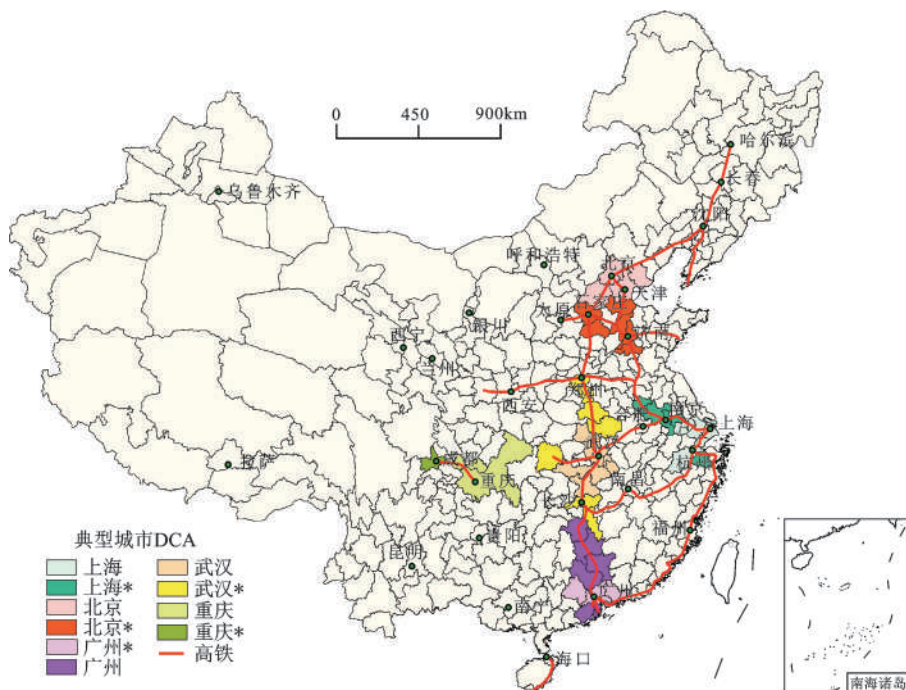 0 450 900km
哈尔滨
长春
沈阳
乌鲁木齐
呼和浩特
北京
天津
太原
石家庄
银川
济南
西宁
兰州
郑州
西安
合肥
南京
上海
武汉
杭州
拉萨
成都
重庆
南昌
长沙
贵阳
福州
昆明
广州
南宁
海口
典型城市DCA
上海
上海*
北京
北京*
广州*
广州
武汉
武汉*
重庆
重庆*
高铁
南海诸岛